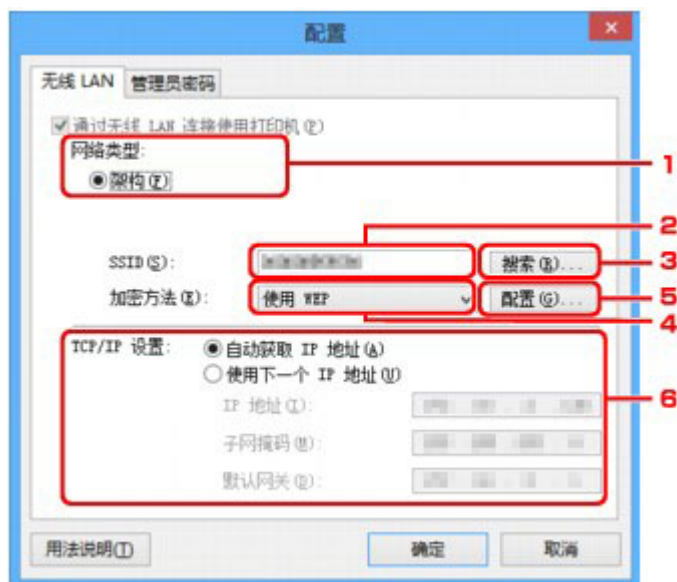 配置
无线 LAN 管理员密码
通过无线 LAN 连接使用打印机(P)
网络类型:
架构(F)
1
2
SSID(S): 搜索(R)...
3
加密方法(E): 使用 WEP 配置(G)...
5
4
TCP/IP 设置: 自动获取 IP 地址(A)
使用下一个 IP 地址(U)
IP 地址(I):
6
子网掩码(M):
默认网关(D):
用法说明(T) 确定 取消